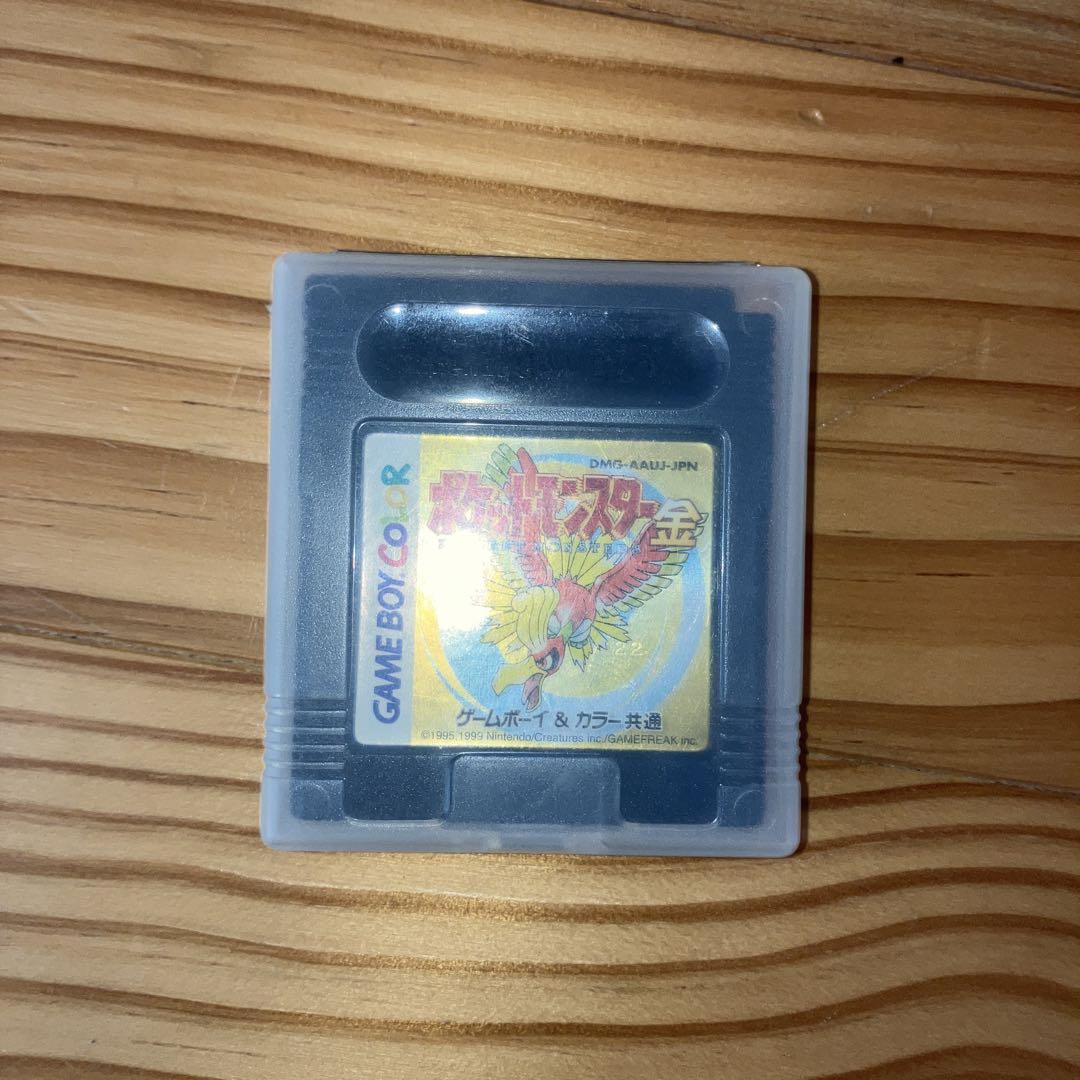 DMG-AAUJ-JPN
ポケットモンスター金
GAME BOY COLOR
22
ゲームボーイ & カラー共通
©1995,1999 Nintendo/Creatures inc./GAMEFREAK inc.